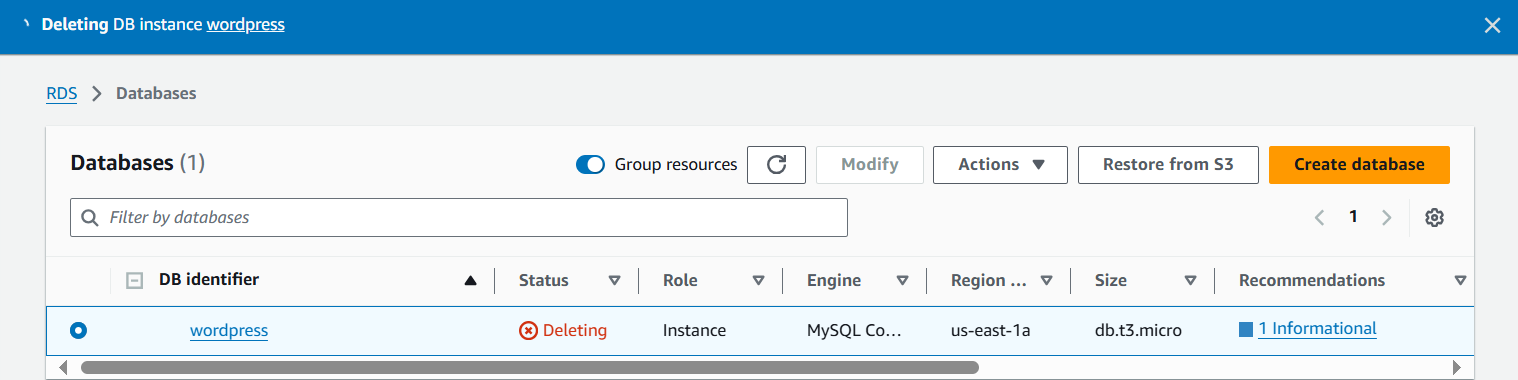 Deleting DB instance wordpress
RDS > Databases
Databases (1)
Group resources
Modify
Actions
Restore from S3
Create database
Filter by databases
1
DB identifier Status Role Engine Region ... Size Recommendations
wordpress Deleting Instance MySQL Co... us-east-1a db.t3.micro 1 Informational